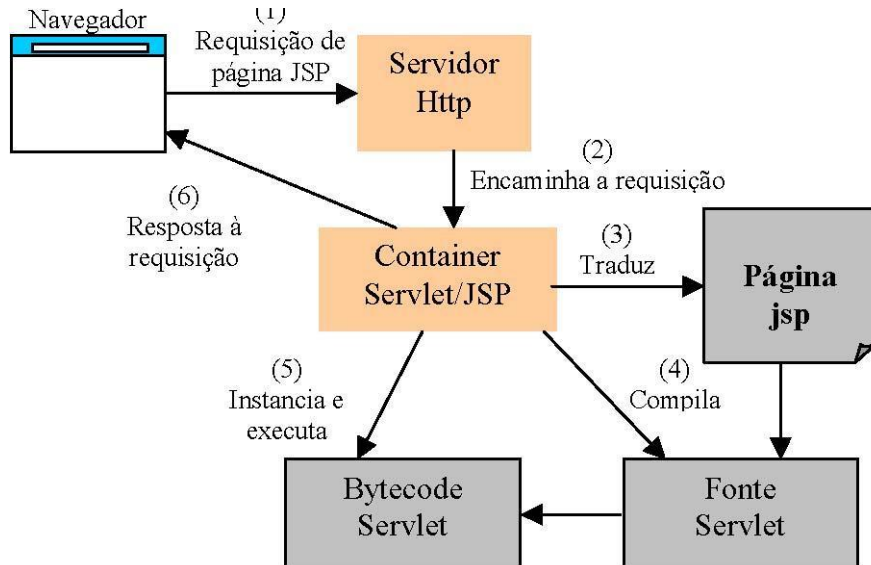 Navegador
(1)
Requisição de
página JSP
Servidor
Http
(2)
Encaminha a requisição
(6)
Resposta à
requisição
Container
Servlet/JSP
(3)
Traduz
Página
jsp
(5)
Instancia e
executa
(4)
Compila
Bytecode
Servlet
Fonte
Servlet